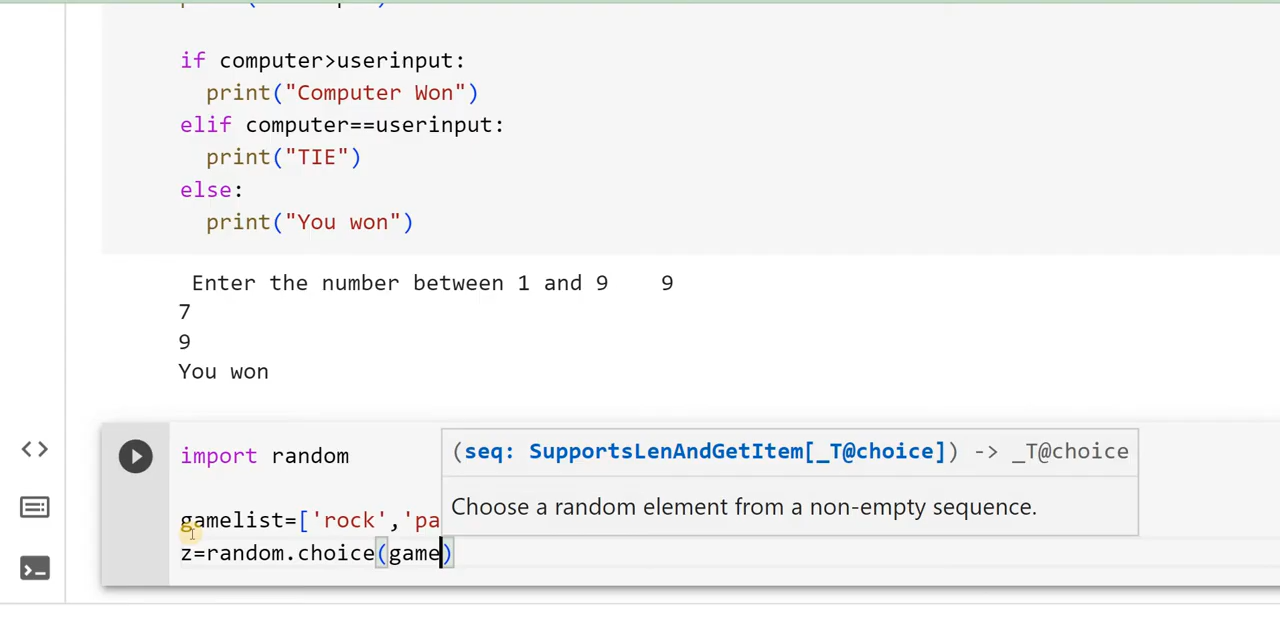 if computer>userinput:
print("Computer Won")
elif computer==userinput:
print("TIE")
else:
print("You won")
Enter the number between 1 and 9 9
7
9
You won
import random
(seq: SupportsLenAndGetItem[_T@choice]) -> _T@choice
Choose a random element from a non-empty sequence.
gamelist=['rock','pa
z=random.choice(game)